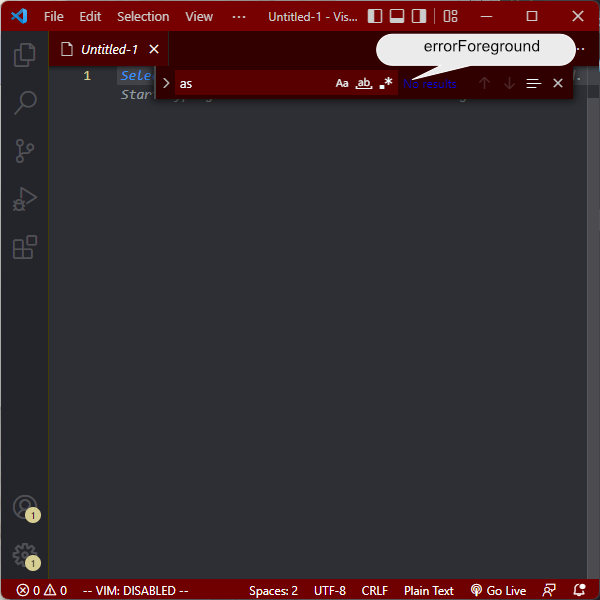 File Edit Selection View ··· Untitled-1 - Vis...
Untitled-1
errorForeground
1 Sele
as Aa ab No results
Start
1
1
0 0 -- VIM: DISABLED -- Spaces: 2 UTF-8 CRLF Plain Text Go Live